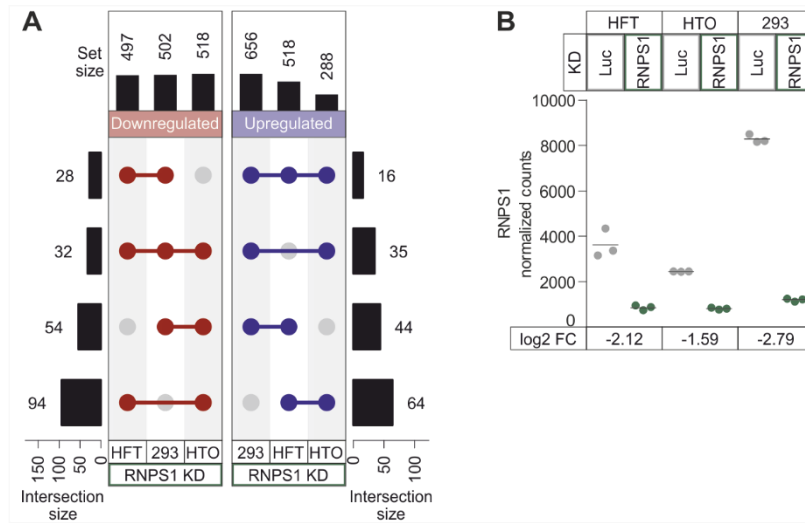 A
Set
size
497 502 518
656 518 288
Downregulated
Upregulated
28
16
32
35
54
44
94
64
HFT 293 HTO
293 HFT HTO
RNPS1 KD
RNPS1 KD
150 100 50 0
0 50 100
Intersection
size
Intersection
size
B
HFT HTO 293
KD Luc RNPS1 Luc RNPS1 Luc RNPS1
RNPS1
normalized counts
10000
8000
6000
4000
2000
0
log2 FC -2.12 -1.59 -2.79